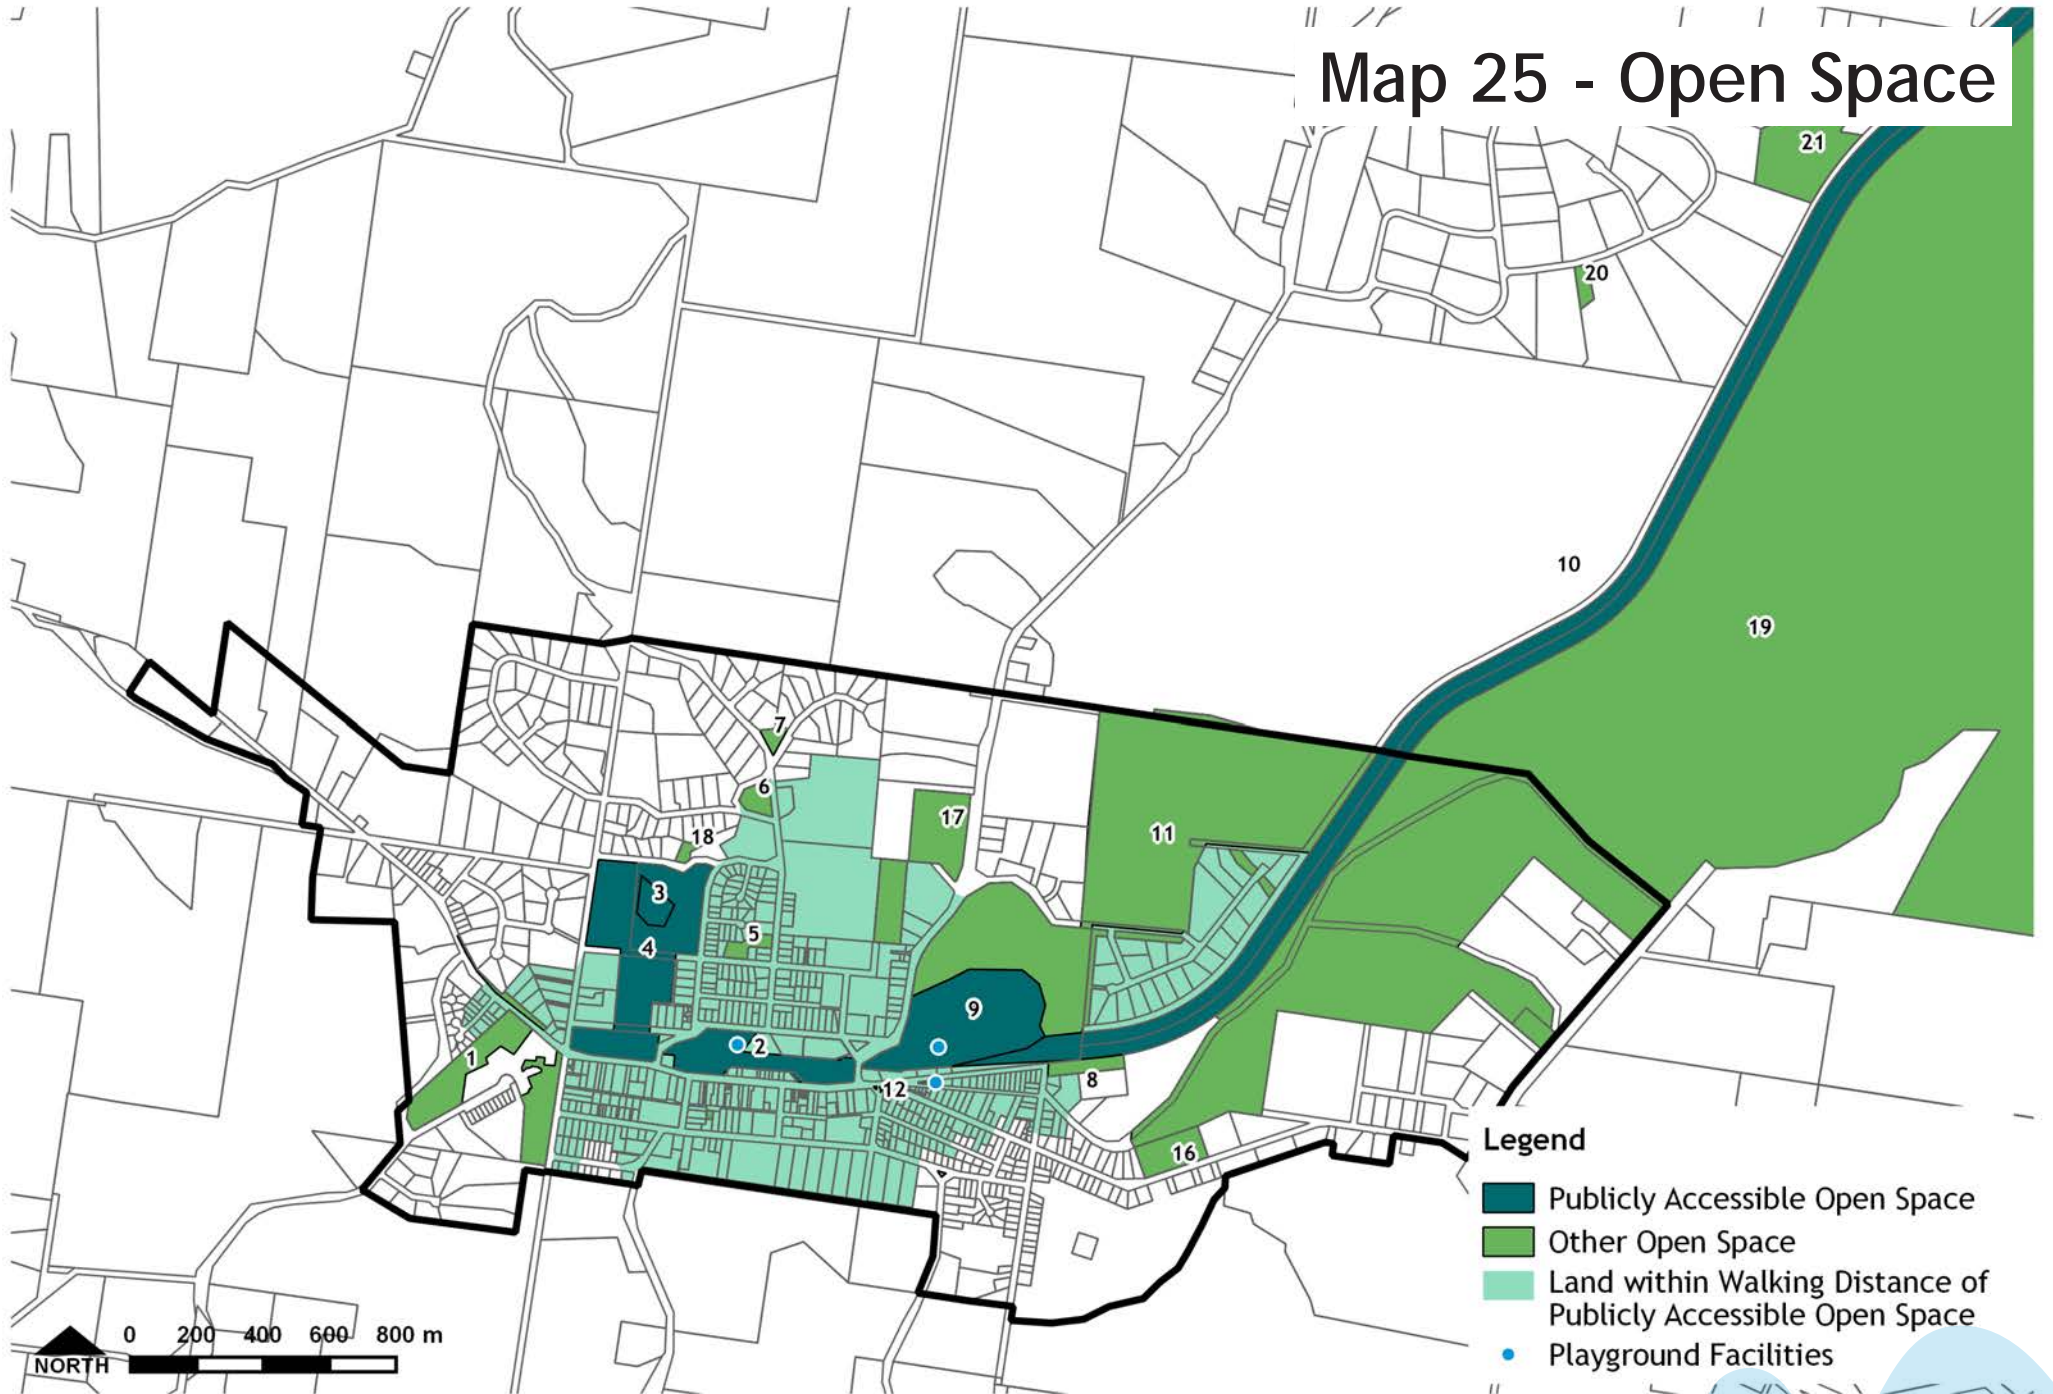 Map 25 - Open Space
21
20
10
19
7
6
17
18
11
3
5
4
9
2
1
8
12
16
Legend
Publicly Accessible Open Space
Other Open Space
Land within Walking Distance of
Publicly Accessible Open Space
Playground Facilities
0 200 400 600 800 m
NORTH